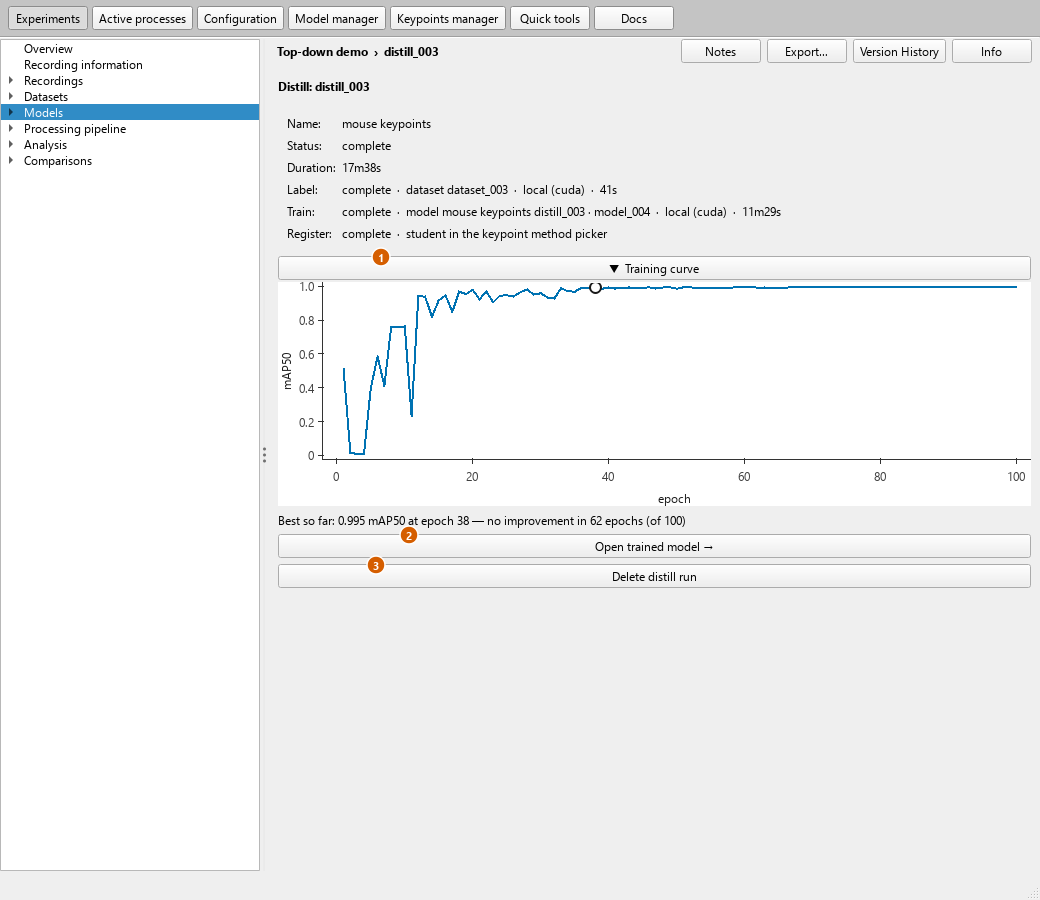 Experiments Active processes Configuration Model manager Keypoints manager Quick tools Docs
Overview
Recording information
Recordings
Datasets
Models
Processing pipeline
Analysis
Comparisons
Top-down demo › distill_003
Notes Export... Version History Info
Distill: distill_003
Name: mouse keypoints
Status: complete
Duration: 17m38s
Label: complete · dataset dataset_003 · local (cuda) · 41s
Train: complete · model mouse keypoints distill_003 · model_004 · local (cuda) · 11m29s
Register: complete · student in the keypoint method picker
1
▼ Training curve
1.0
0.8
0.6
0.4
0.2
0
mAP50
0 20 40 60 80 100
epoch
Best so far: 0.995 mAP50 at epoch 38 — no improvement in 62 epochs (of 100)
2
Open trained model →
3
Delete distill run